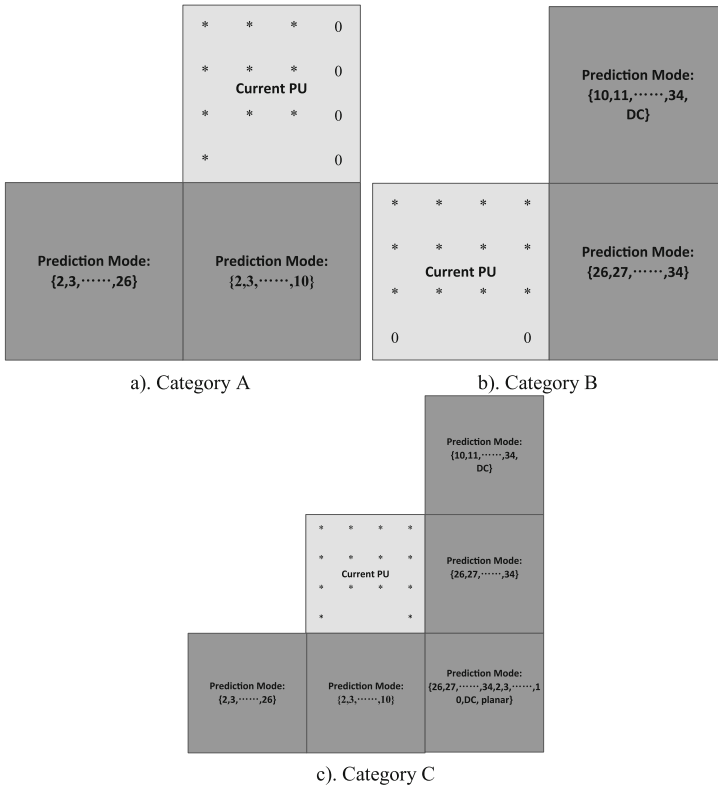 * * * 0
* * * 0
Current PU
* * * 0
* 0
Prediction Mode:
{2,3,⋯⋯,26}
Prediction Mode:
{2,3,⋯⋯,10}
a). Category A
Prediction Mode:
{10,11,⋯⋯,34,
DC}
* * * *
* * * *
Current PU
* * * *
0 0
Prediction Mode:
{26,27,⋯⋯,34}
b). Category B
Prediction Mode:
{10,11,⋯⋯,34,
DC}
* * * *
* * * *
Current PU
* * * *
* *
Prediction Mode:
{26,27,⋯⋯,34}
Prediction Mode:
{2,3,⋯⋯,26}
Prediction Mode:
{2,3,⋯⋯,10}
Prediction Mode:
{26,27,⋯⋯,34,2,3,⋯⋯,1
0,DC, planar}
c). Category C